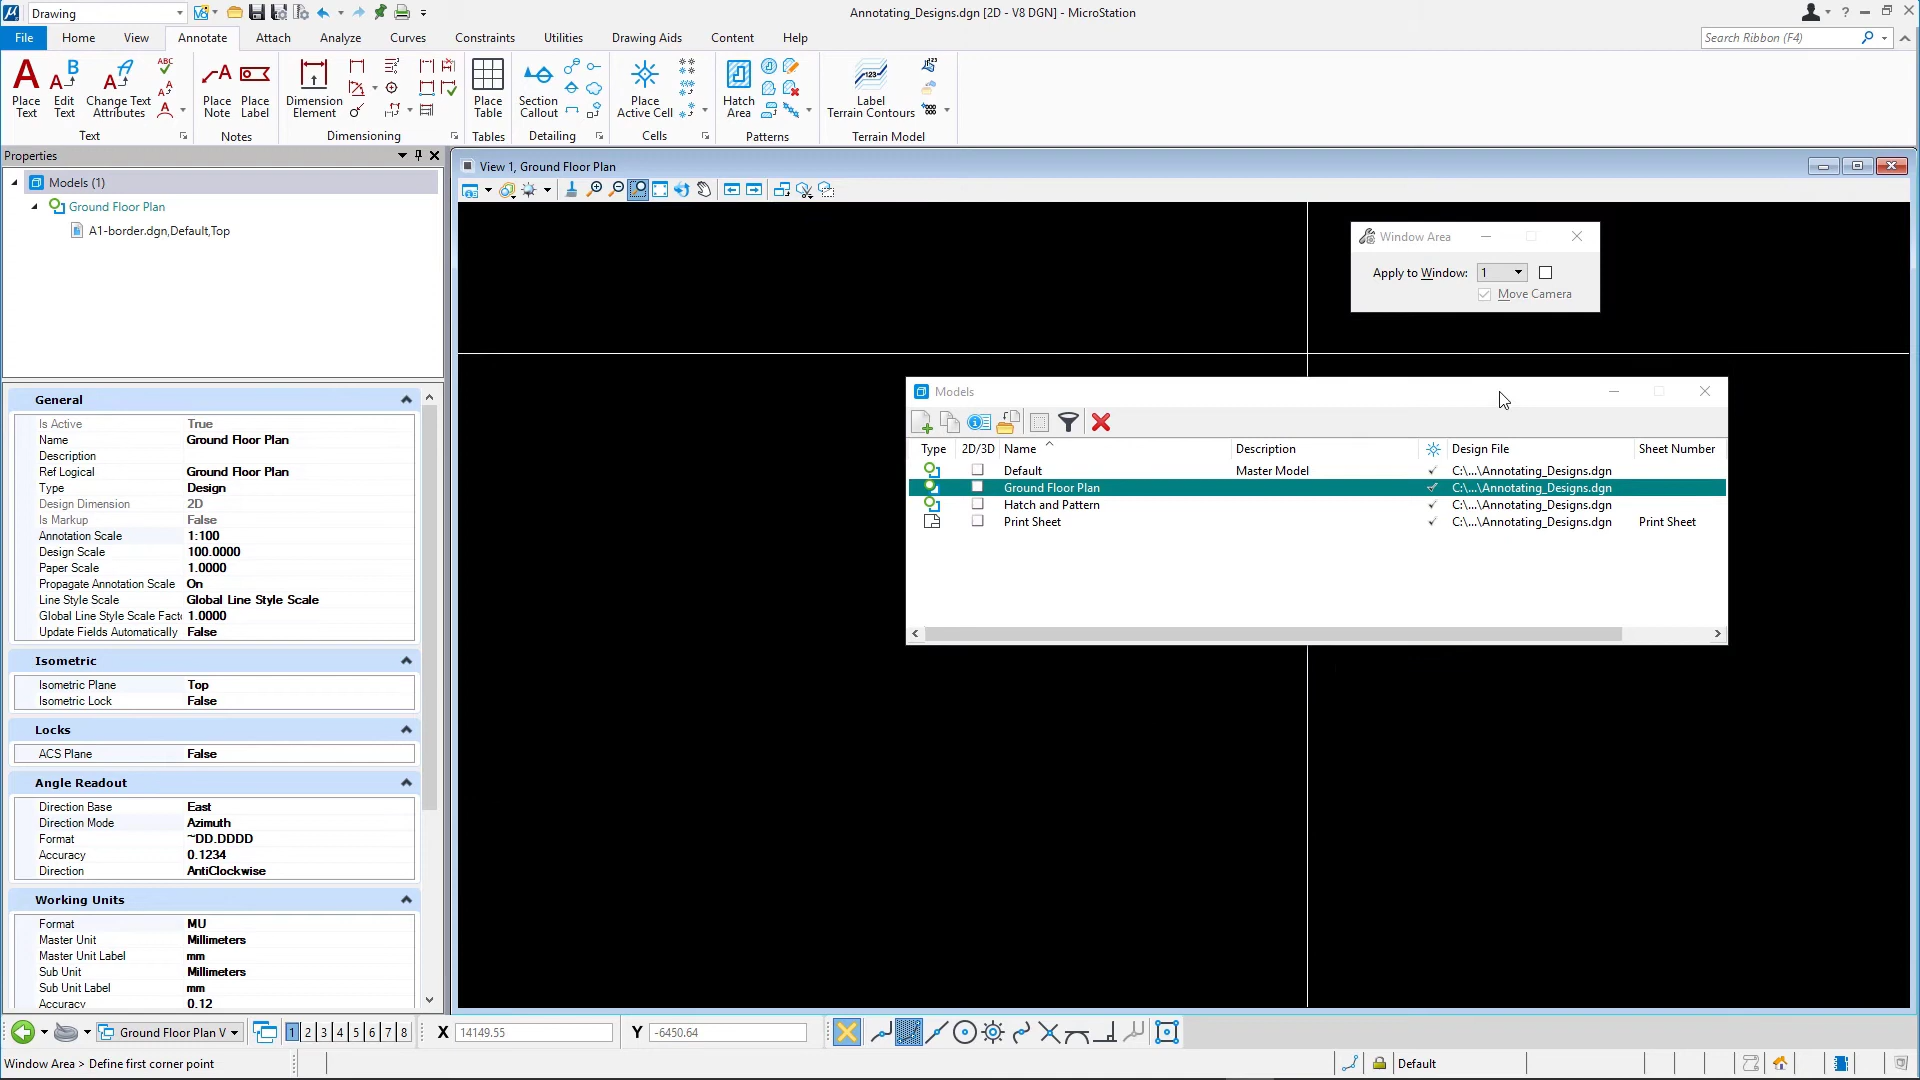 Drawing
Annotating_Designs.dgn [2D - V8 DGN] - MicroStation
File Home View Annotate Attach Analyze Curves Constraints Utilities Drawing Aids Content Help
Search Ribbon (F4)
Place Text
Edit Text
Change Text Attributes
Place Note
Place Label
Dimension Element
Place Table
Section Callout
Place Active Cell
Hatch Area
Label Terrain Contours
Text Notes Dimensioning Tables Detailing Cells Patterns Terrain Model
Properties
Models (1)
Ground Floor Plan
A1-border.dgn,Default,Top
General
Is Active True
Name Ground Floor Plan
Description
Ref Logical Ground Floor Plan
Type Design
Design Dimension 2D
Is Markup False
Annotation Scale 1:100
Design Scale 100.0000
Paper Scale 1.0000
Propagate Annotation Scale On
Line Style Scale Global Line Style Scale
Global Line Style Scale Fact 1.0000
Update Fields Automatically False
Isometric
Isometric Plane Top
Isometric Lock False
Locks
ACS Plane False
Angle Readout
Direction Base East
Direction Mode Azimuth
Format ~DD.DDDD
Accuracy 0.1234
Direction AntiClockwise
Working Units
Format MU
Master Unit Millimeters
Master Unit Label mm
Sub Unit Millimeters
Sub Unit Label mm
Accuracy 0.12
View 1, Ground Floor Plan
Window Area
Apply to Window: 1
Move Camera
Models
Type 2D/3D Name Description Design File Sheet Number
Default Master Model C:\...\Annotating_Designs.dgn
Ground Floor Plan C:\...\Annotating_Designs.dgn
Hatch and Pattern C:\...\Annotating_Designs.dgn
Print Sheet C:\...\Annotating_Designs.dgn Print Sheet
Ground Floor Plan V 1 2 3 4 5 6 7 8 X 14149.55 Y -6450.64
Window Area > Define first corner point
Default